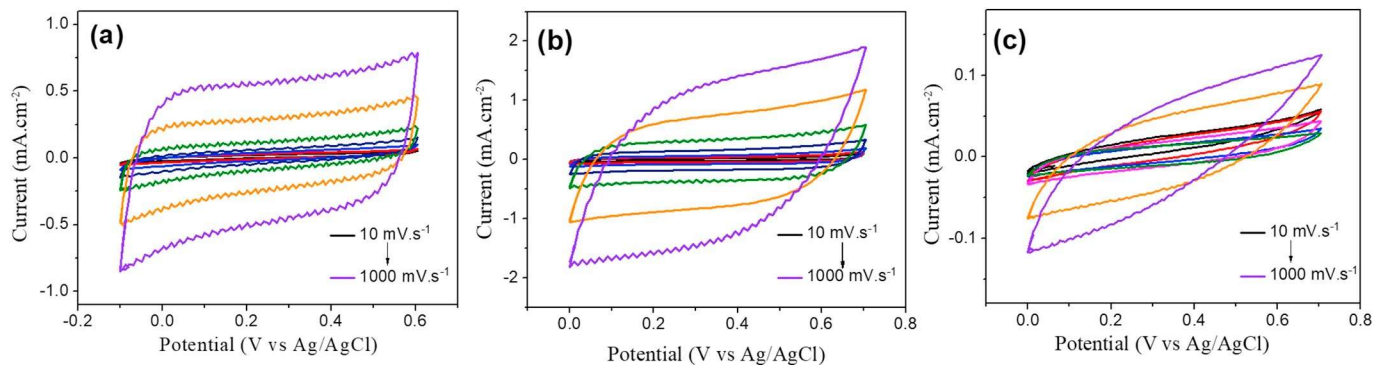 (a)
1.0
0.5
0.0
-0.5
-1.0
Current (mA.cm-2)
10 mV.s-1
1000 mV.s-1
-0.2
0.0
0.2
0.4
0.6
Potential (V vs Ag/AgCl)
(b)
2
1
0
-1
-2
Current (mA.cm-2)
10 mV.s-1
1000 mV.s-1
0.0
0.2
0.4
0.6
0.8
Potential (V vs Ag/AgCl)
(c)
0.1
0.0
-0.1
Current (mA.cm-2)
10 mV.s-1
1000 mV.s-1
0.0
0.2
0.4
0.6
0.8
Potential (V vs Ag/AgCl)